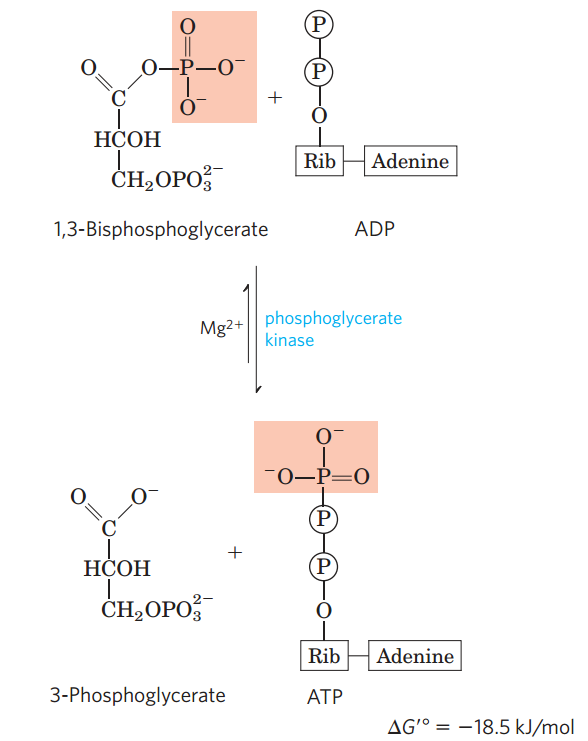 O P
O O—P—O⁻ P
C O⁻ + O
HCOH Rib Adenine
CH₂OPO₃²⁻
1,3-Bisphosphoglycerate ADP
Mg²⁺ phosphoglycerate
kinase
O⁻
⁻O—P=O
O O⁻ P
C
+
HCOH P
CH₂OPO₃²⁻ O
Rib Adenine
3-Phosphoglycerate ATP
ΔG′° = −18.5 kJ/mol